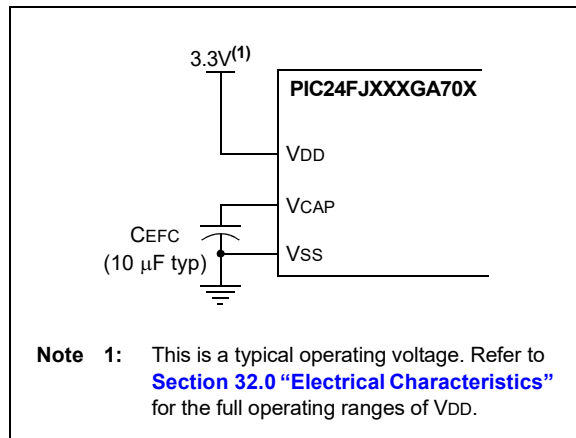 3.3V(1)
PIC24FJXXXGA70X
VDD
VCAP
CEFC
(10 μF typ)
VSS
Note 1: This is a typical operating voltage. Refer to
Section 32.0 “Electrical Characteristics”
for the full operating ranges of VDD.